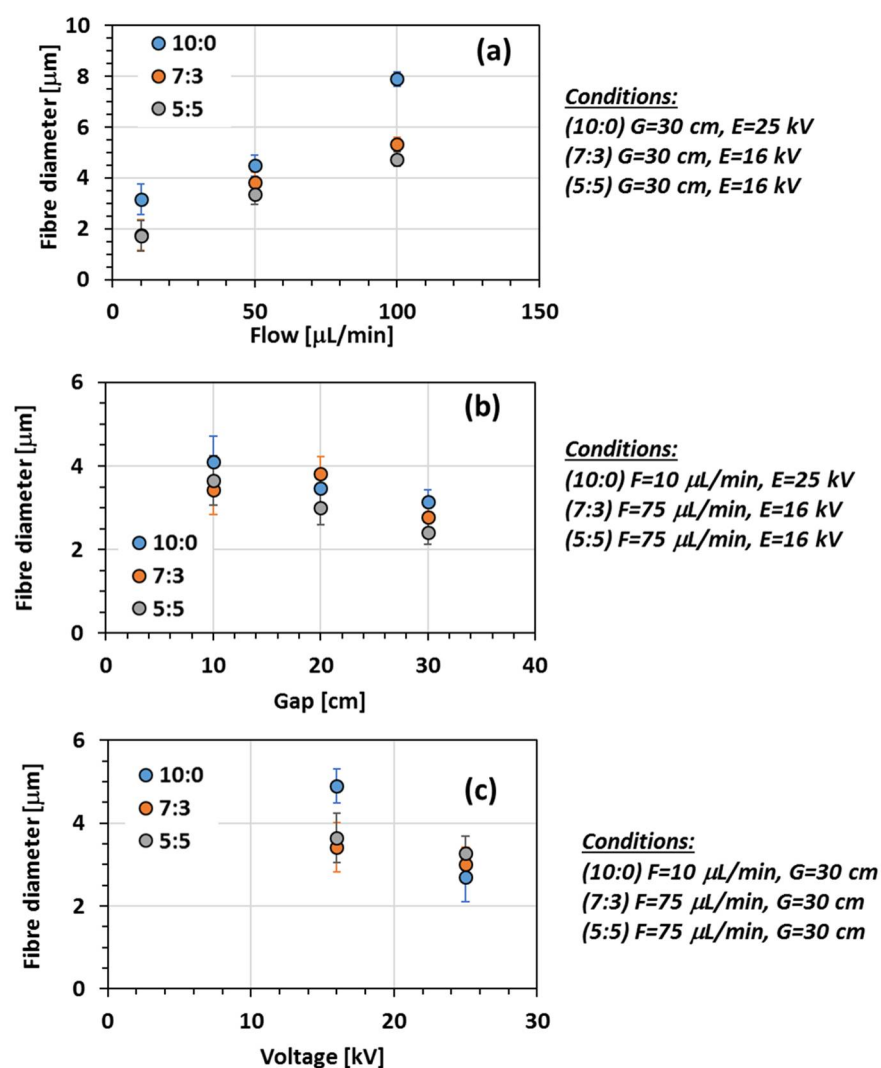 10
8
6
4
2
0
Fibre diameter [μm]
10:0
7:3
5:5
(a)
0 50 100 150
Flow [μL/min]
Conditions:
(10:0) G=30 cm, E=25 kV
(7:3) G=30 cm, E=16 kV
(5:5) G=30 cm, E=16 kV
6
4
2
0
Fibre diameter [μm]
(b)
10:0
7:3
5:5
0 10 20 30 40
Gap [cm]
Conditions:
(10:0) F=10 μL/min, E=25 kV
(7:3) F=75 μL/min, E=16 kV
(5:5) F=75 μL/min, E=16 kV
6
4
2
0
Fibre diameter [μm]
10:0
7:3
5:5
(c)
0 10 20 30
Voltage [kV]
Conditions:
(10:0) F=10 μL/min, G=30 cm
(7:3) F=75 μL/min, G=30 cm
(5:5) F=75 μL/min, G=30 cm